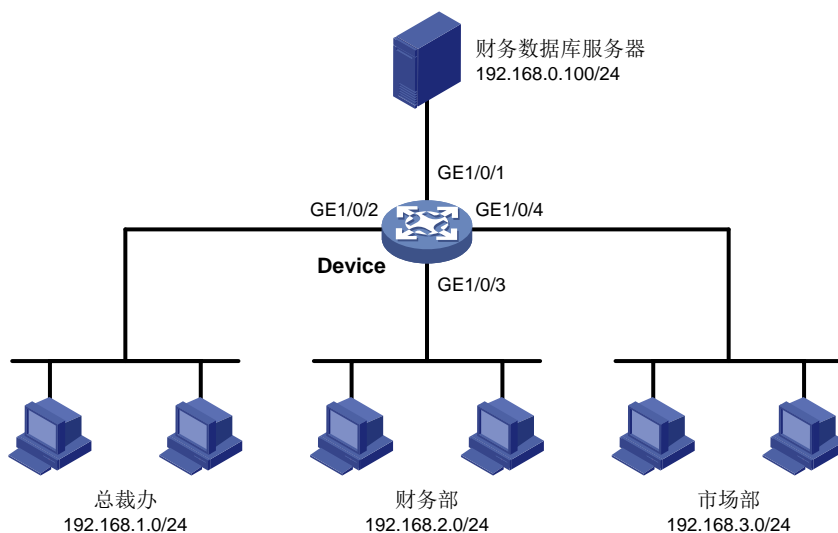 财务数据库服务器
192.168.0.100/24
GE1/0/1
GE1/0/2
GE1/0/4
Device
GE1/0/3
总裁办
192.168.1.0/24
财务部
192.168.2.0/24
市场部
192.168.3.0/24